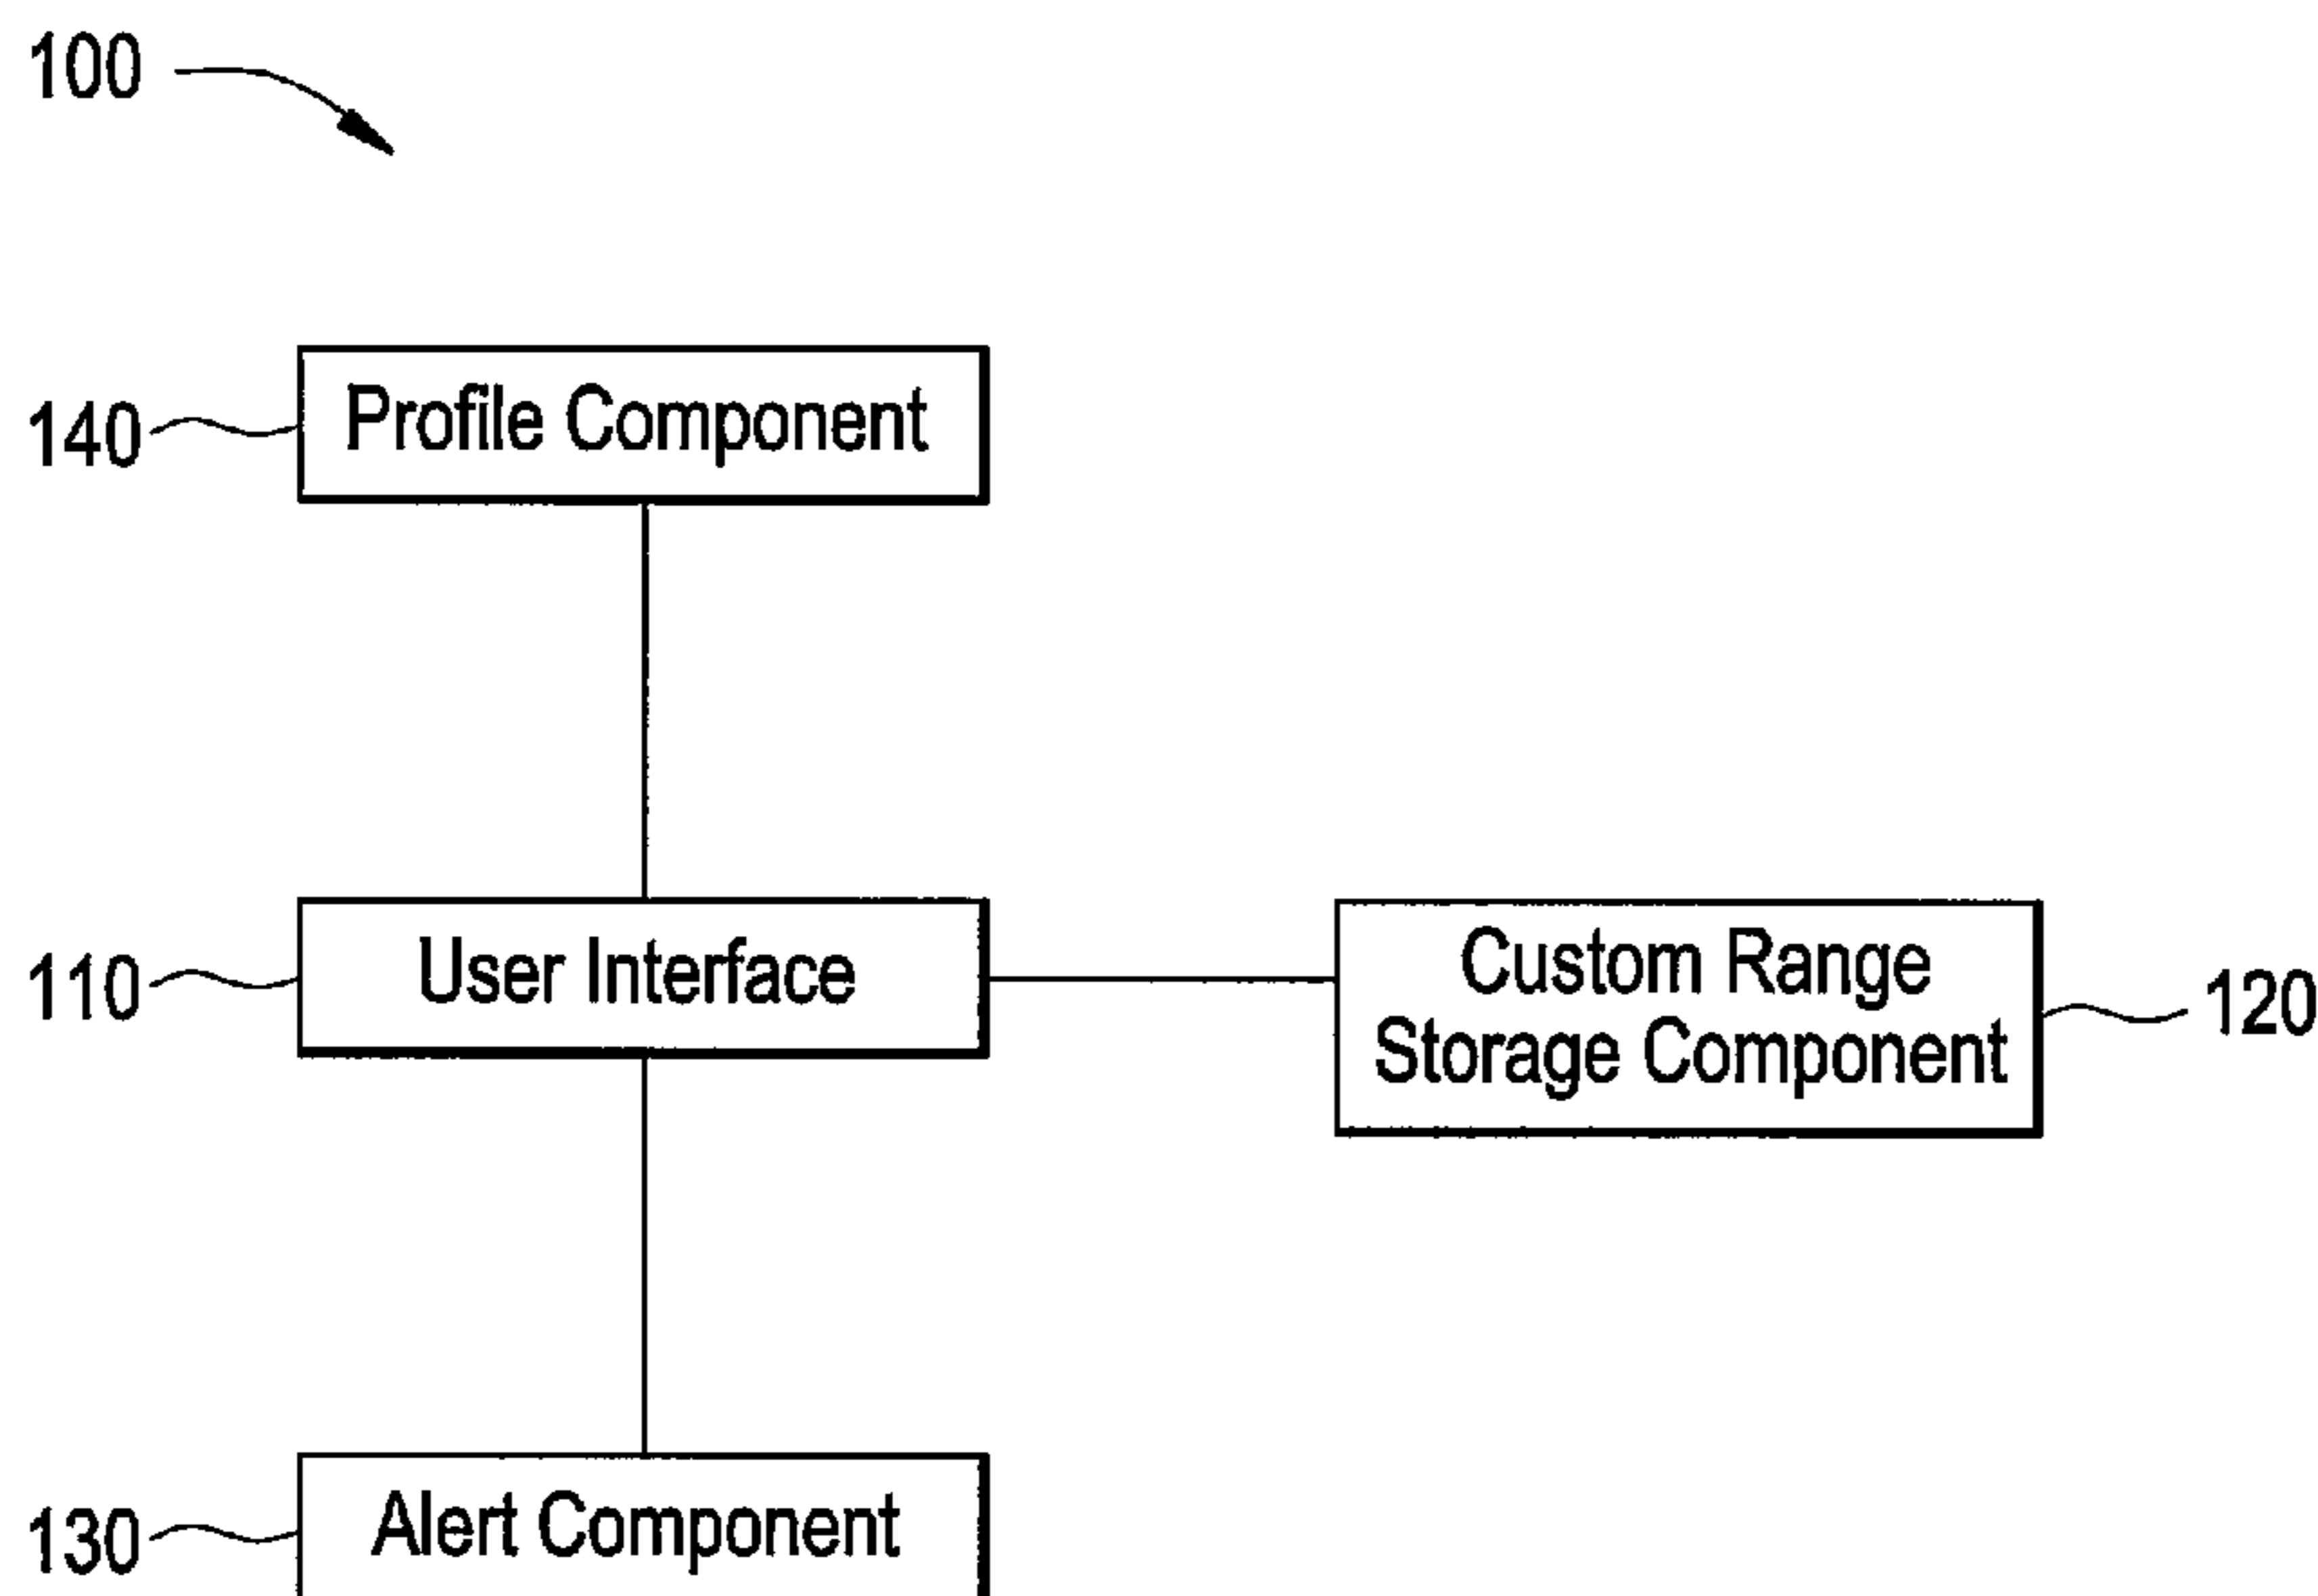 100
140
Profile Component
110
User Interface
Custom Range
Storage Component
120
130
Alert Component